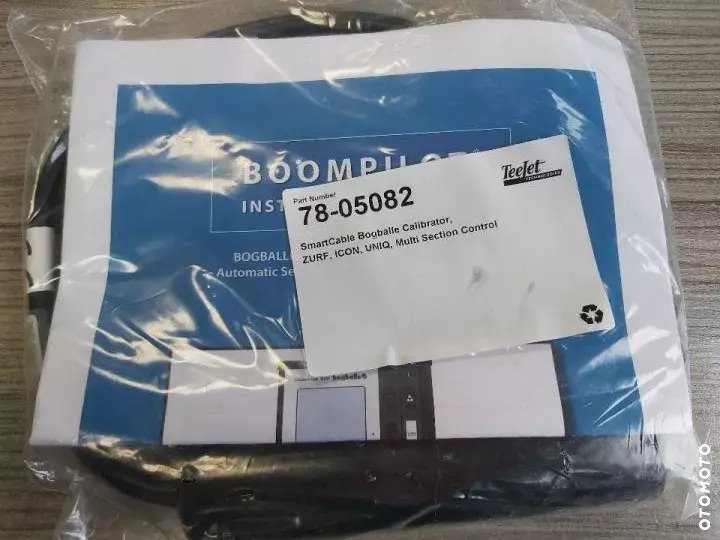 BOOMPILOT
INST
BOGBALLE
Automatic Se
TeeJet
TECHNOLOGIES
Part Number
78-05082
SmartCable Bogballe Calibrator,
ZURF, ICON, UNIQ, Multi Section Control
bogballe
OTOMOTO